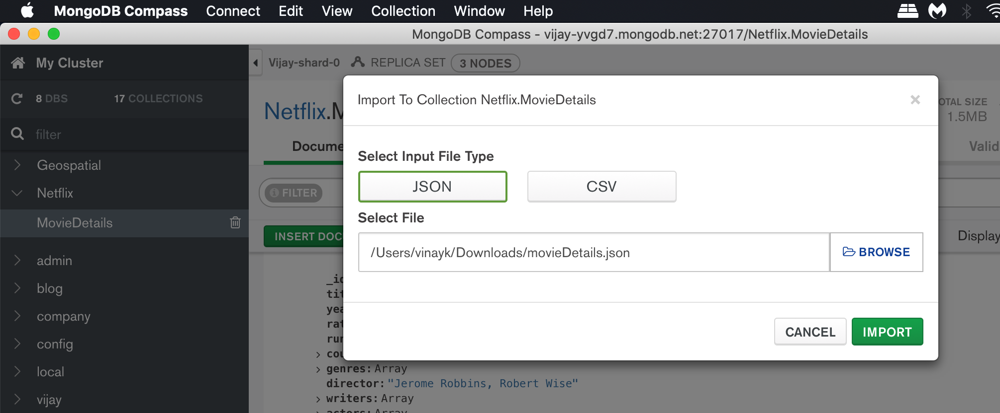 MongoDB Compass Connect Edit View Collection Window Help
MongoDB Compass - vijay-yvgd7.mongodb.net:27017/Netflix.MovieDetails
My Cluster
8 DBS 17 COLLECTIONS
filter
Geospatial
Netflix
MovieDetails
admin
blog
company
config
local
vijay
Vijay-shard-0 REPLICA SET 3 NODES
Netflix.M
OTAL SIZE
1.5MB
Docume
Valid
FILTER
INSERT DOC
Display
Import To Collection Netflix.MovieDetails
×
Select Input File Type
JSON CSV
Select File
/Users/vinayk/Downloads/movieDetails.json BROWSE
CANCEL IMPORT
_id
tit
yea
rat
run
cou
genres: Array
director: "Jerome Robbins, Robert Wise"
writers: Array
actors: Array